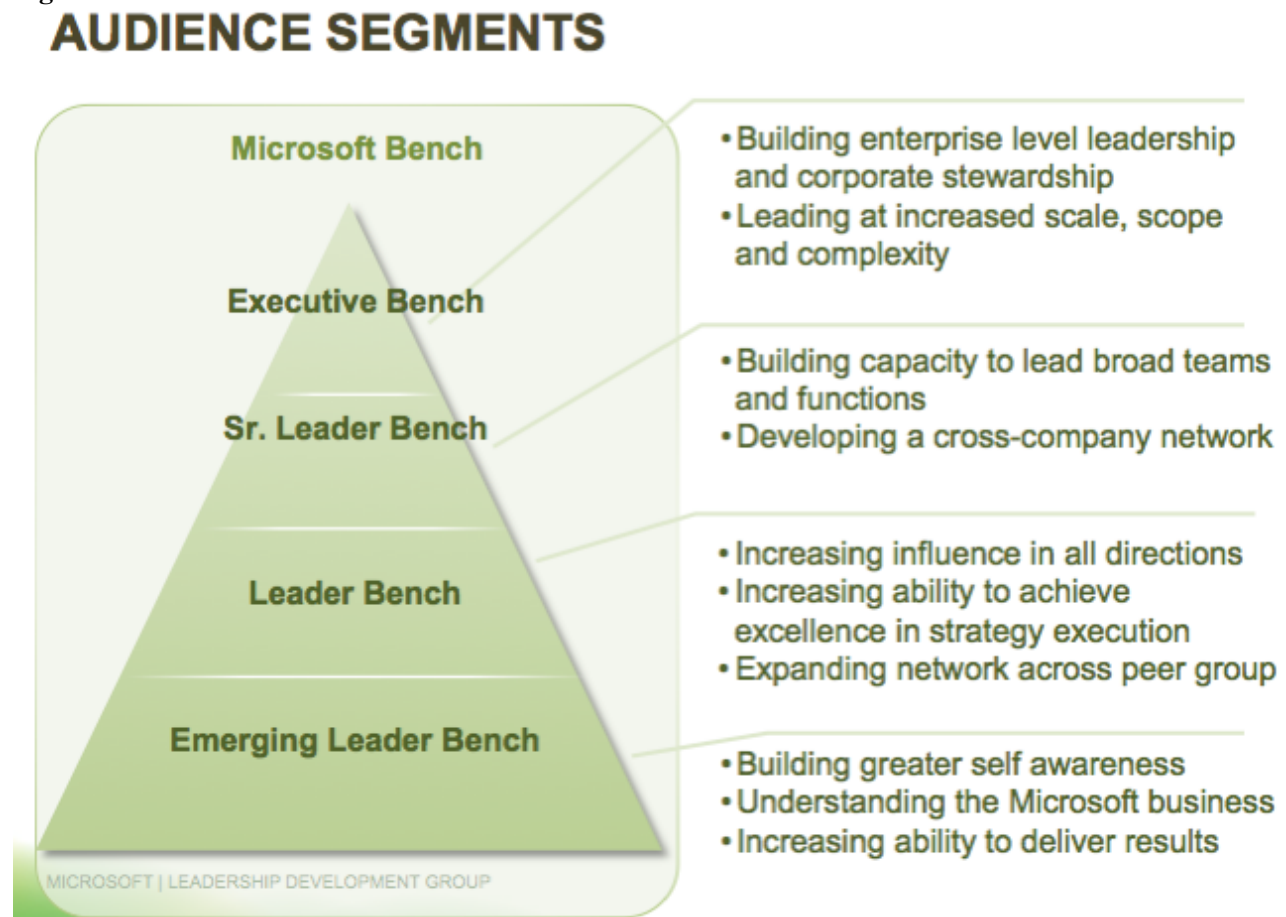 AUDIENCE SEGMENTS
Microsoft Bench
Executive Bench
Sr. Leader Bench
Leader Bench
Emerging Leader Bench
•Building enterprise level leadership
and corporate stewardship
•Leading at increased scale, scope
and complexity
•Building capacity to lead broad teams
and functions
•Developing a cross-company network
•Increasing influence in all directions
•Increasing ability to achieve
excellence in strategy execution
•Expanding network across peer group
•Building greater self awareness
•Understanding the Microsoft business
•Increasing ability to deliver results
MICROSOFT | LEADERSHIP DEVELOPMENT GROUP